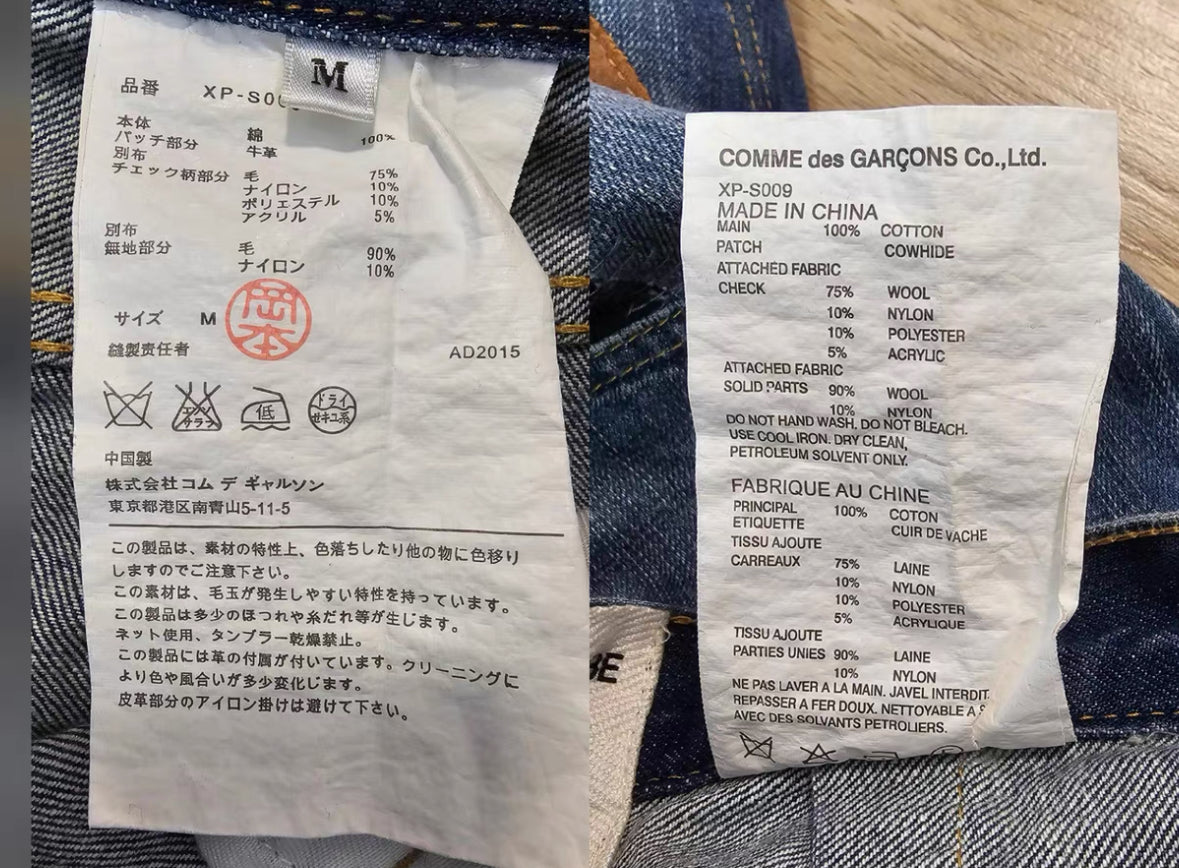 M
品番 XP-S00
本体 綿 100%
パッチ部分 牛革
別布
チェック柄部分 毛 75%
ナイロン 10%
ポリエステル 10%
アクリル 5%
別布
無地部分 毛 90%
ナイロン 10%
サイズ M
岡本
縫製責任者
AD2015
エンソ
サラシ
低
ドライ
セキユ系
中国製
株式会社コム デ ギャルソン
東京都港区南青山5-11-5
この製品は、素材の特性上、色落ちしたり他の物に色移り
しますのでご注意下さい。
この素材は、毛玉が発生しやすい特性を持っています。
この製品は多少のほつれや糸だれ等が生じます。
ネット使用、タンブラー乾燥禁止。
この製品には革の付属が付いています。クリーニングに
より色や風合いが多少変化じます。
皮革部分のアイロン掛けは避けて下さい。
COMME des GARÇONS Co.,Ltd.
XP-S009
MADE IN CHINA
MAIN 100% COTTON
PATCH COWHIDE
ATTACHED FABRIC
CHECK 75% WOOL
10% NYLON
10% POLYESTER
5% ACRYLIC
ATTACHED FABRIC
SOLID PARTS 90% WOOL
10% NYLON
DO NOT HAND WASH. DO NOT BLEACH.
USE COOL IRON. DRY CLEAN,
PETROLEUM SOLVENT ONLY.
FABRIQUE AU CHINE
PRINCIPAL 100% COTON
ETIQUETTE CUIR DE VACHE
TISSU AJOUTE
CARREAUX 75% LAINE
10% NYLON
10% POLYESTER
5% ACRYLIQUE
TISSU AJOUTE
PARTIES UNIES 90% LAINE
10% NYLON
NE PAS LAVER A LA MAIN. JAVEL INTERDIT.
REPASSER A FER DOUX. NETTOYABLE A
AVEC DES SOLVANTS PETROLIERS.